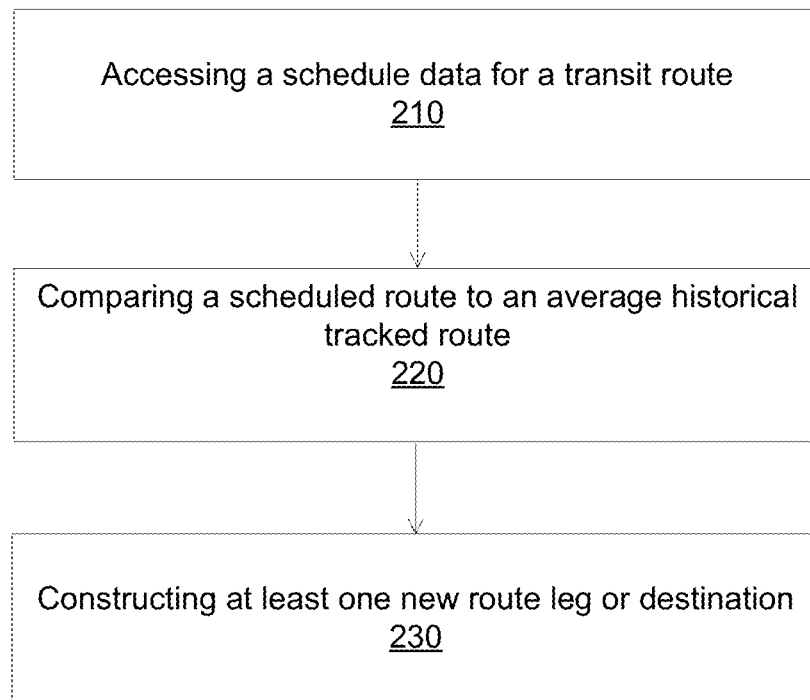 Accessing a schedule data for a transit route
210
Comparing a scheduled route to an average historical
tracked route
220
Constructing at least one new route leg or destination
230